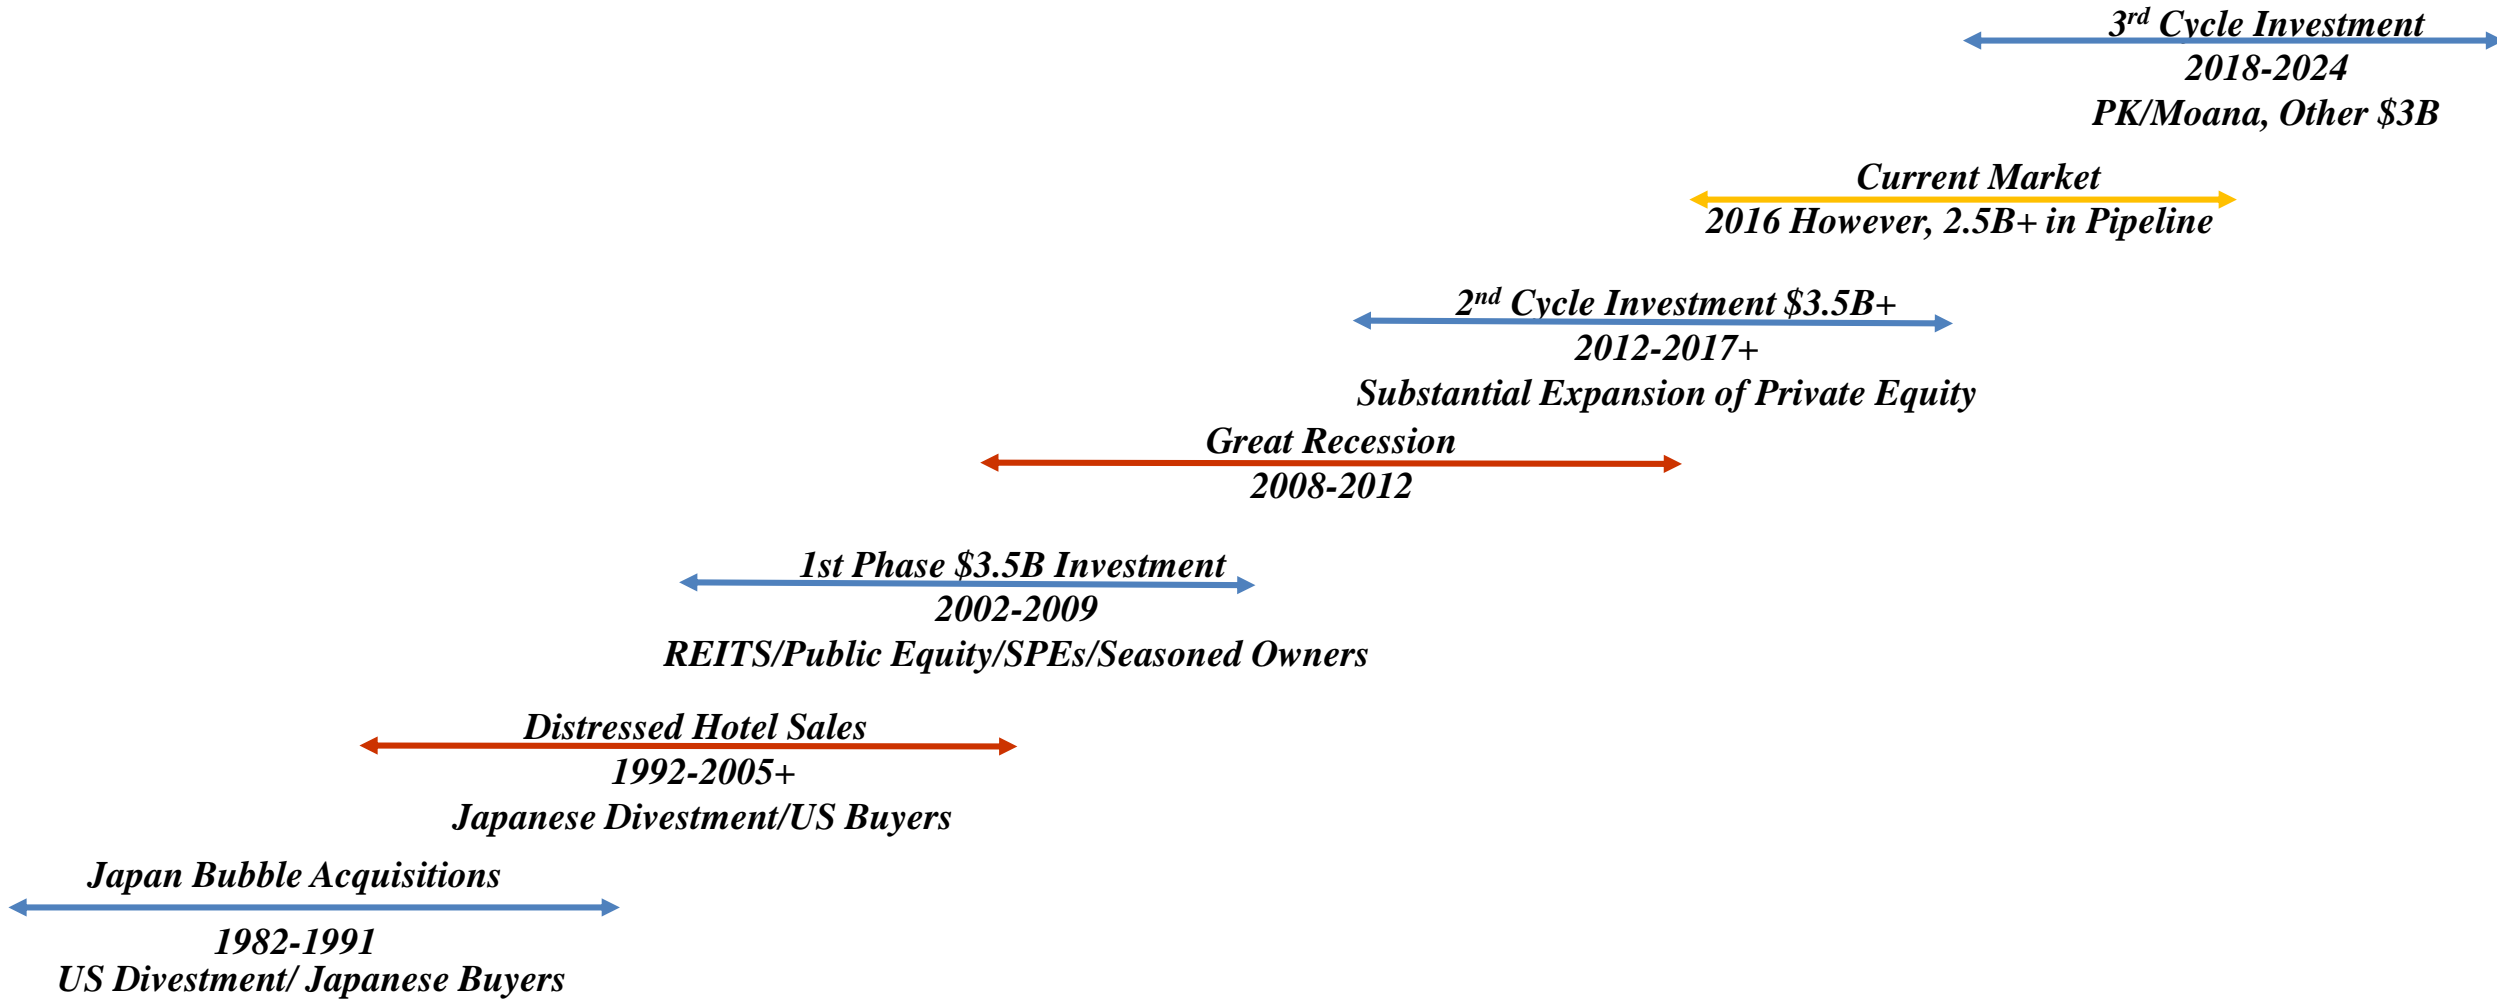 3rd Cycle Investment
2018-2024
PK/Moana, Other $3B
Current Market
2016 However, 2.5B+ in Pipeline
2nd Cycle Investment $3.5B+
2012-2017+
Substantial Expansion of Private Equity
Great Recession
2008-2012
1st Phase $3.5B Investment
2002-2009
REITS/Public Equity/SPEs/Seasoned Owners
Distressed Hotel Sales
1992-2005+
Japanese Divestment/US Buyers
Japan Bubble Acquisitions
1982-1991
US Divestment/ Japanese Buyers